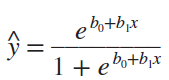 ŷ = e^{b₀+b₁x} / (1 + e^{b₀+b₁x})